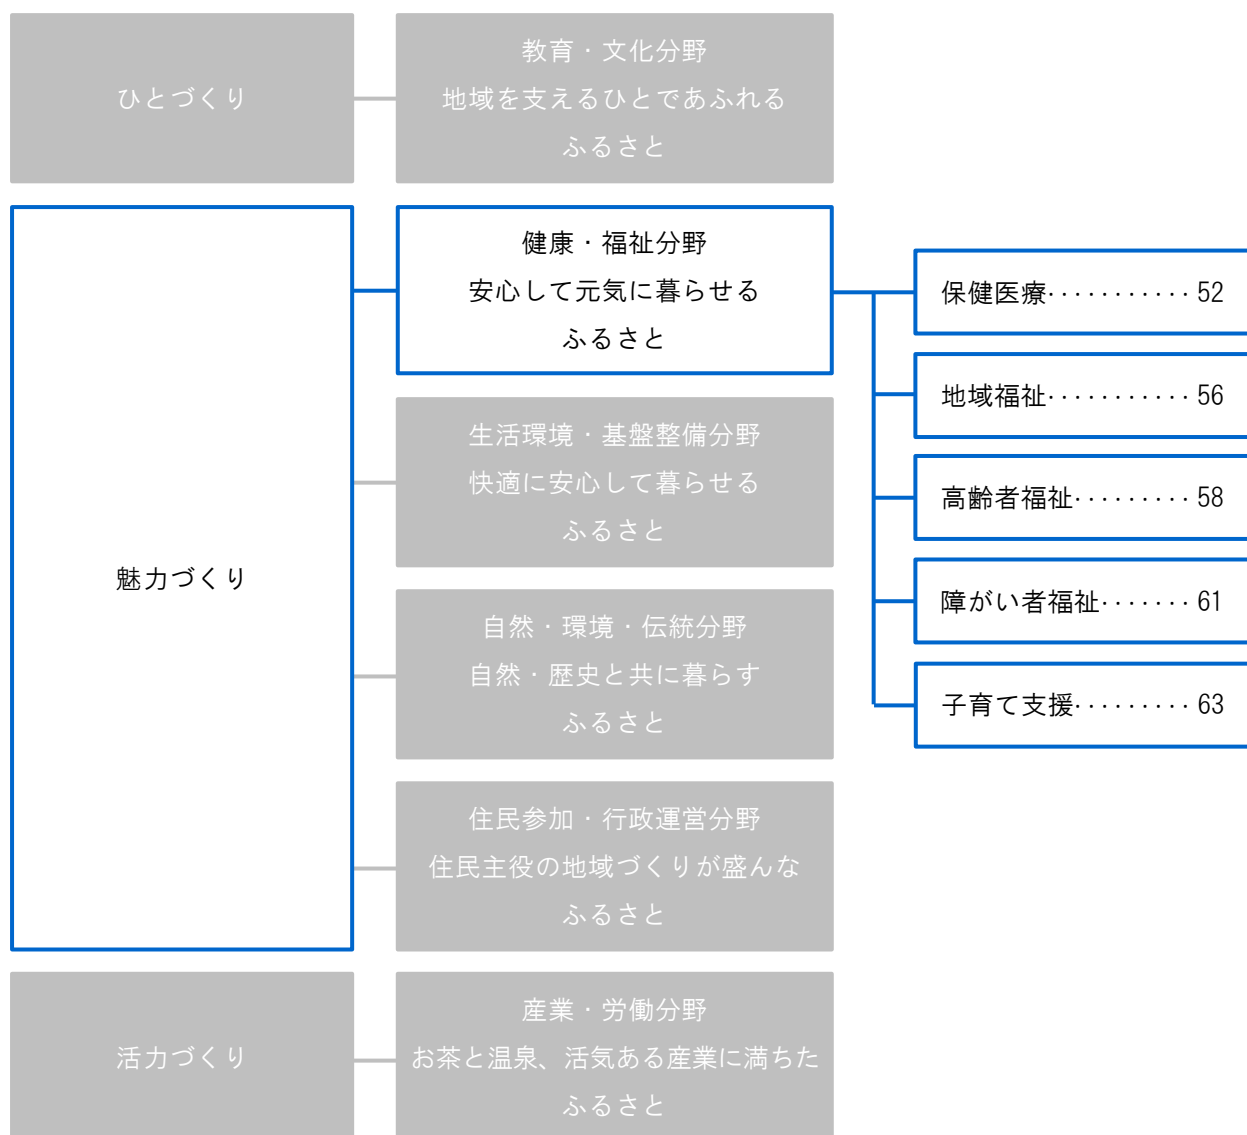 ひとづくり
教育・文化分野
地域を支えるひとであふれる
ふるさと
魅力づくり
健康・福祉分野
安心して元気に暮らせる
ふるさと
保健医療・・・・・・・・・・・52
地域福祉・・・・・・・・・・・56
高齢者福祉・・・・・・・・・58
障がい者福祉・・・・・・・61
子育て支援・・・・・・・・・63
生活環境・基盤整備分野
快適に安心して暮らせる
ふるさと
自然・環境・伝統分野
自然・歴史と共に暮らす
ふるさと
住民参加・行政運営分野
住民主役の地域づくりが盛んな
ふるさと
活力づくり
産業・労働分野
お茶と温泉、活気ある産業に満ちた
ふるさと